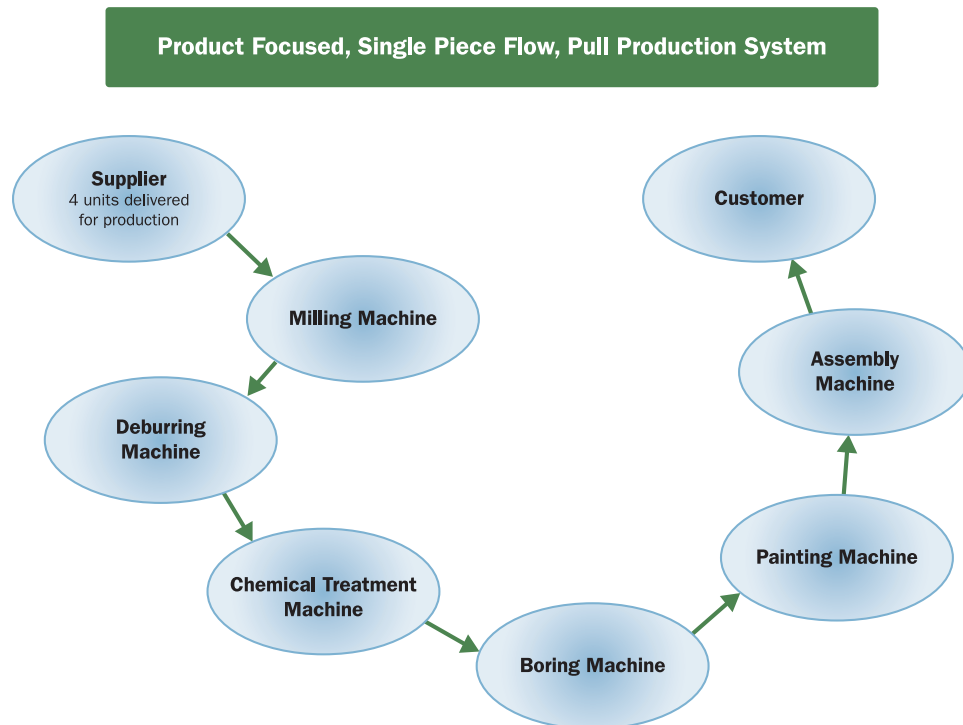 Product Focused, Single Piece Flow, Pull Production System
Supplier
4 units delivered
for production
Customer
Milling Machine
Assembly
Machine
Deburring
Machine
Painting Machine
Chemical Treatment
Machine
Boring Machine